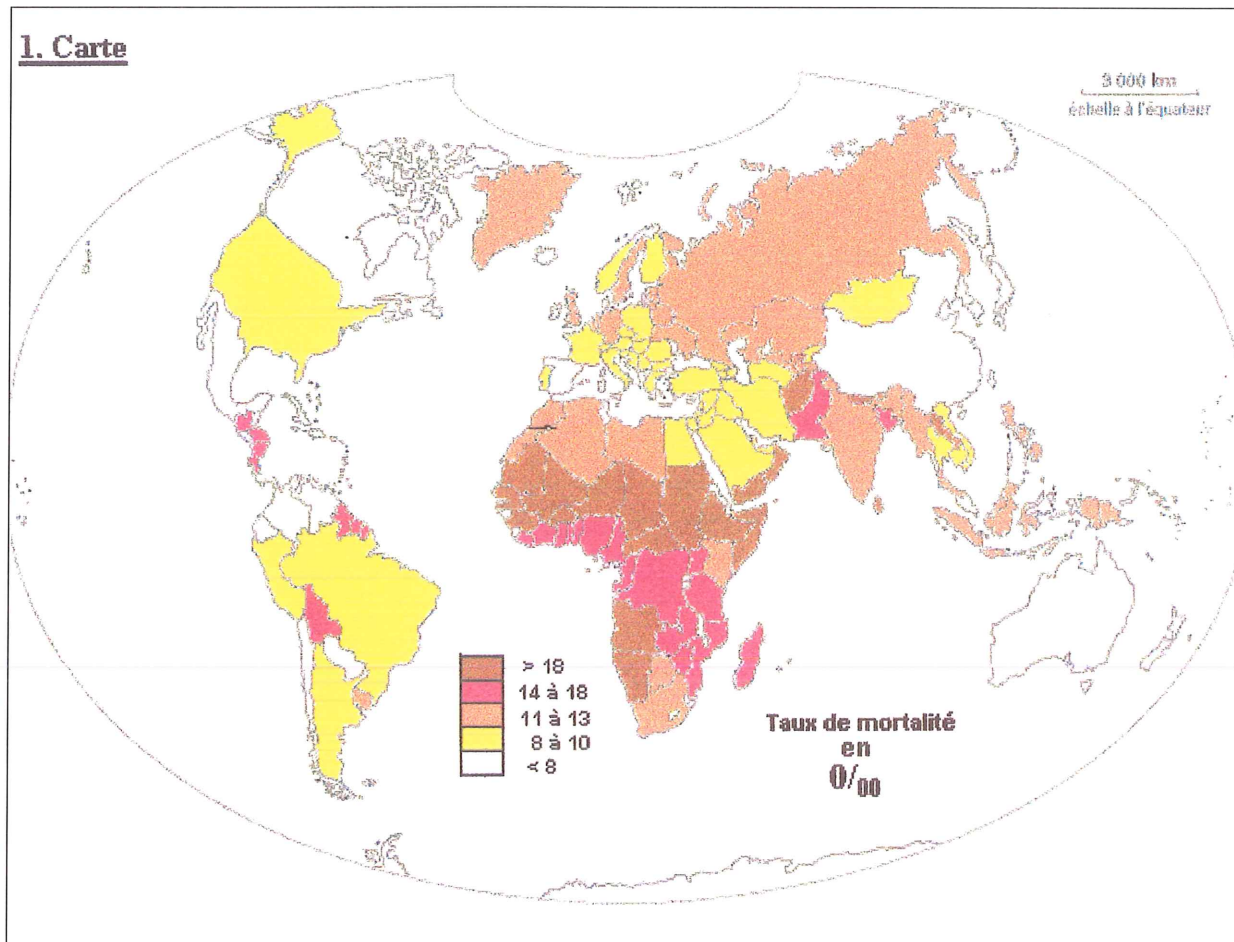 1. Carte
3 000 km
échelle à l'équateur
> 18
14 à 18
11 à 13
8 à 10
< 8
Taux de mortalité
en
0/00